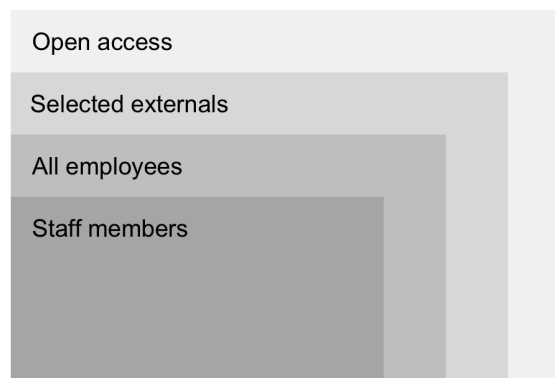 Open access
Selected externals
All employees
Staff members